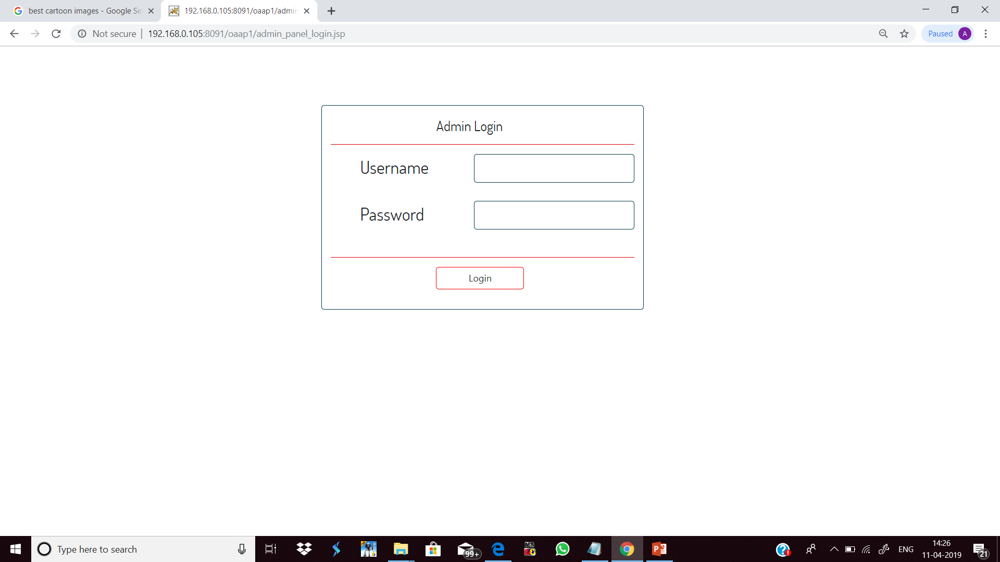 best cartoon images - Google Se
192.168.0.105:8091/oaap1/admin
Not secure | 192.168.0.105:8091/oaap1/admin_panel_login.jsp
Paused A
Admin Login
Username
Password
Login
Type here to search
99+
MS
P
ENG
14:26
11-04-2019
21